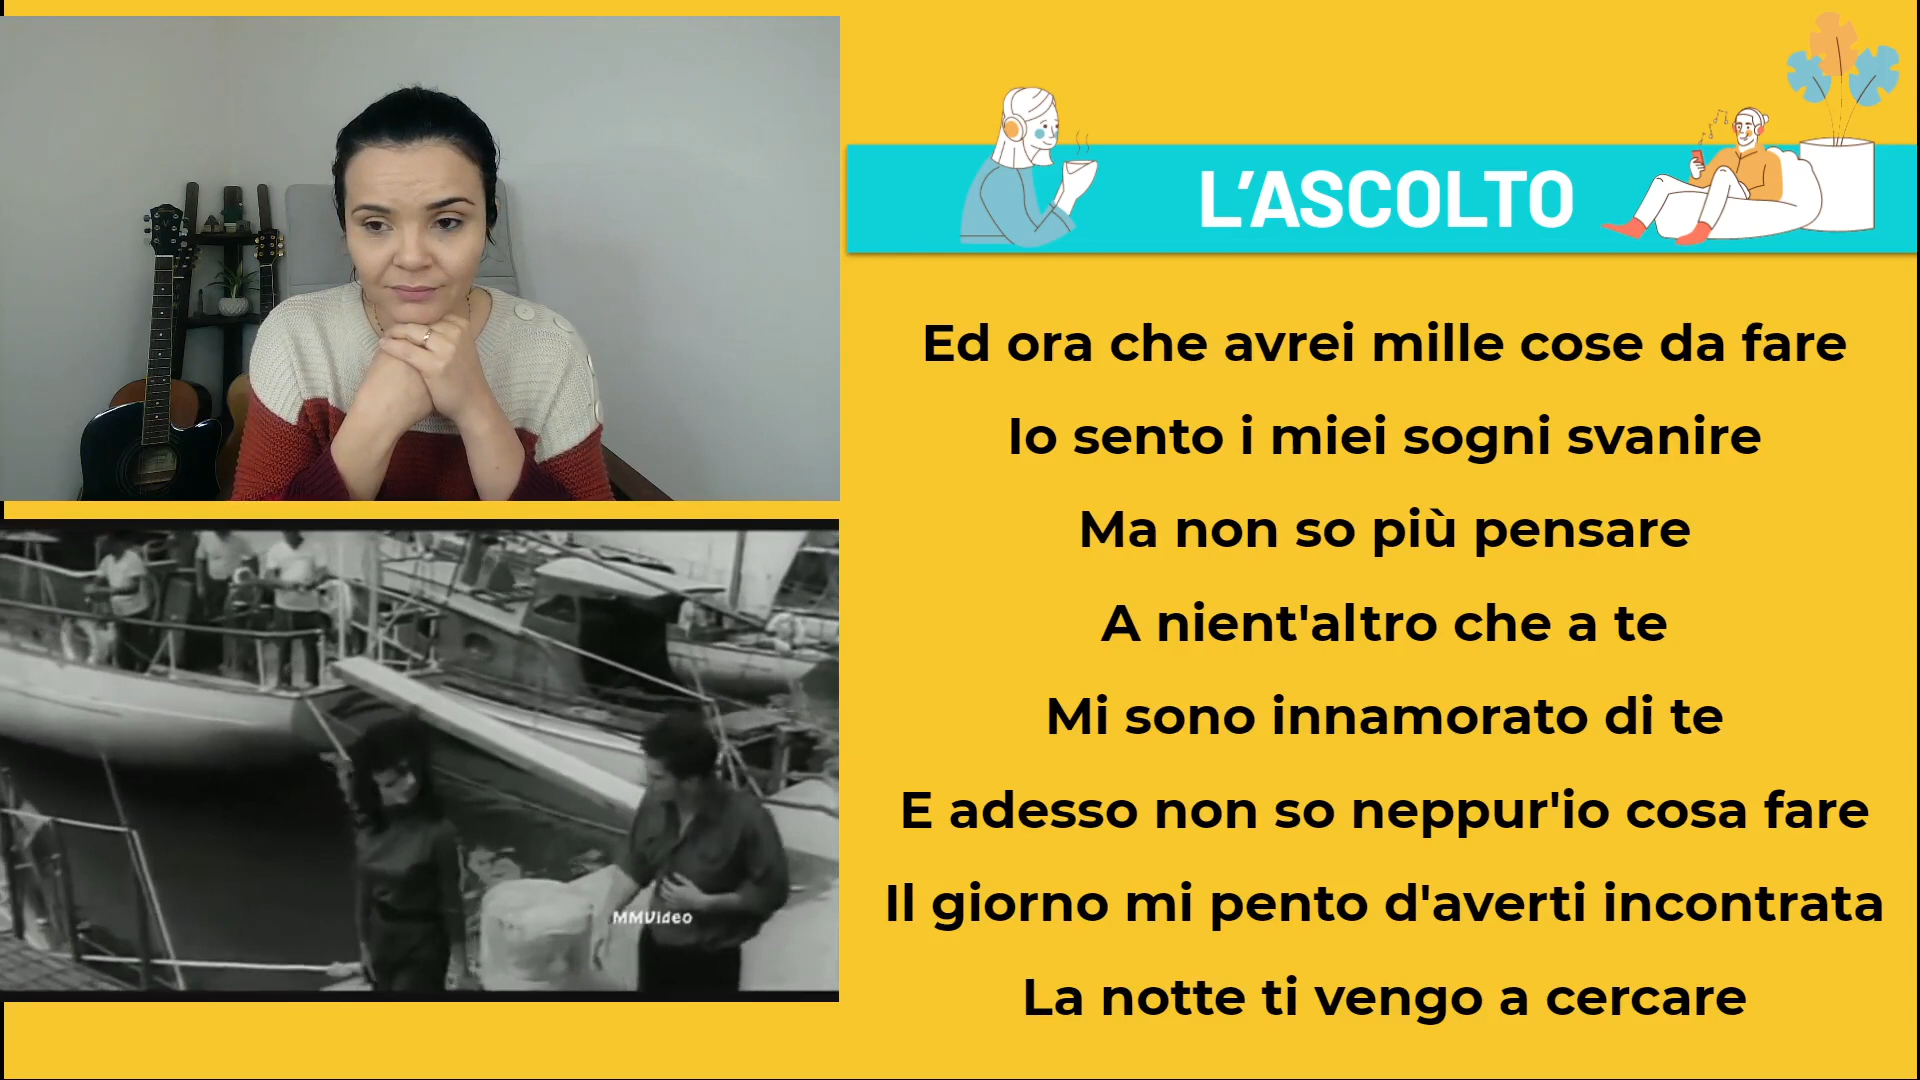 L'ASCOLTO
Ed ora che avrei mille cose da fare
Io sento i miei sogni svanire
Ma non so più pensare
A nient'altro che a te
Mi sono innamorato di te
E adesso non so neppur'io cosa fare
Il giorno mi pento d'averti incontrata
La notte ti vengo a cercare
MMVideo